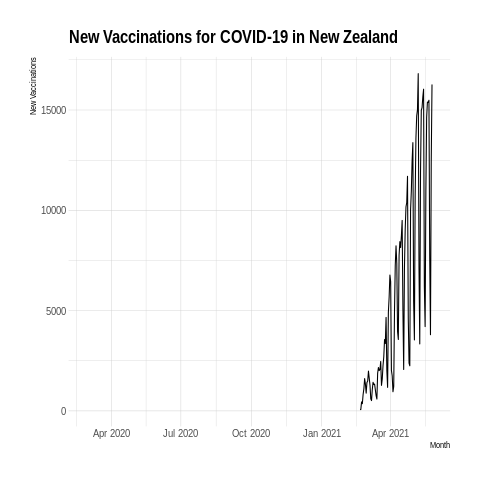 New Vaccinations for COVID-19 in New Zealand
New Vaccinations
15000
10000
5000
0
Apr 2020 Jul 2020 Oct 2020 Jan 2021 Apr 2021
Month